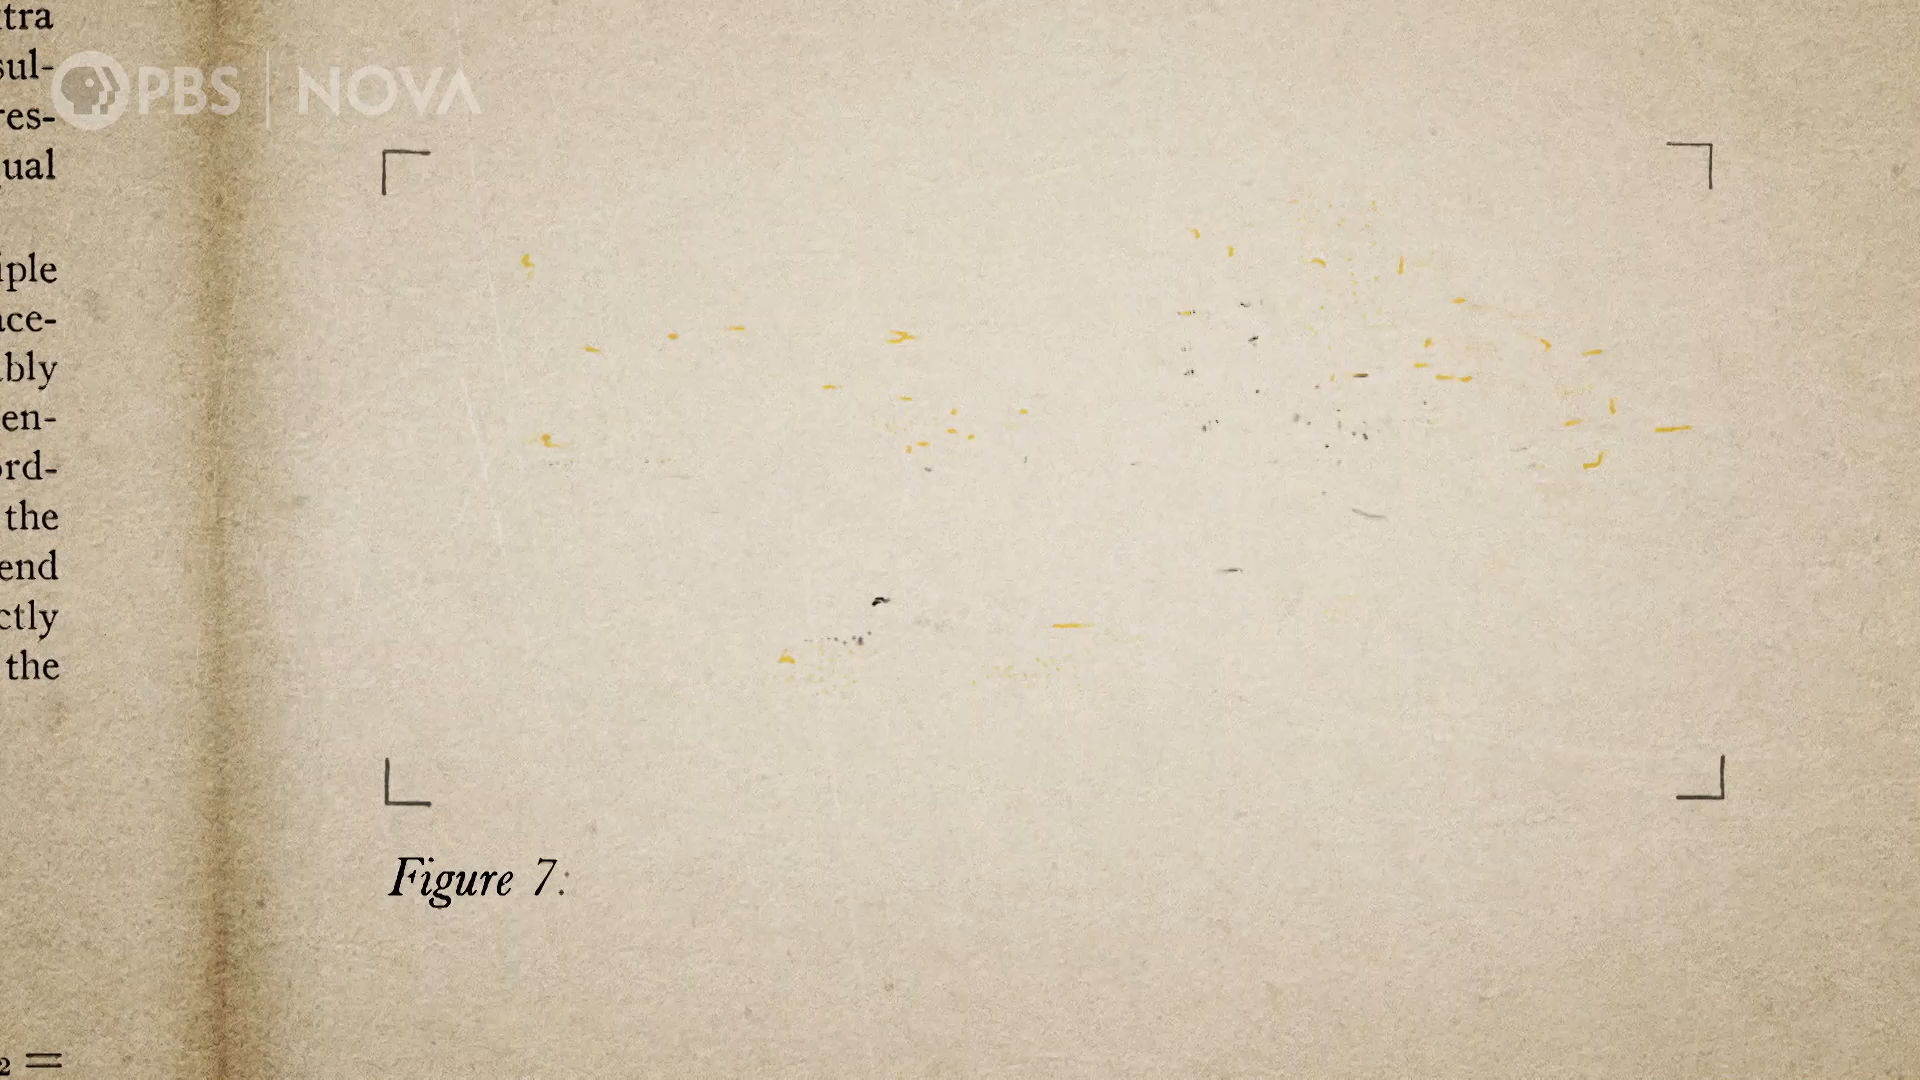 tra
sul-
PBS | NOVA
res-
ual
iple
ace-
ably
en-
ord-
the
end
ctly
the
Figure 7:
2 =